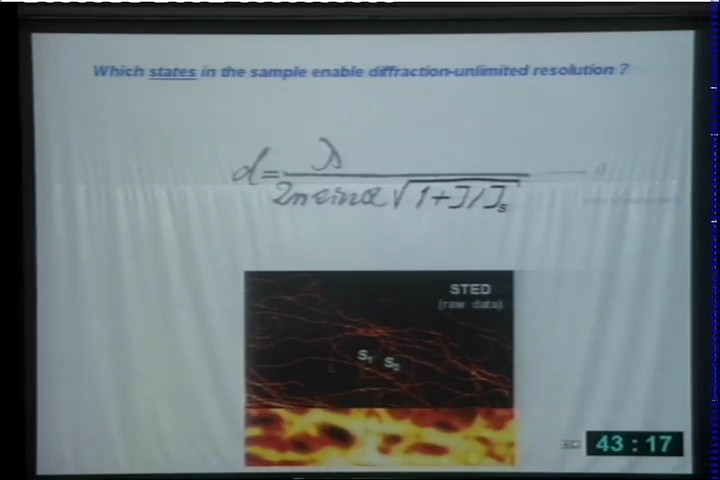 Which states in the sample enable diffraction-unlimited resolution ?
d = λ / 2n sinα √1+I/Is
STED
(raw data)
S1 S0
43:17